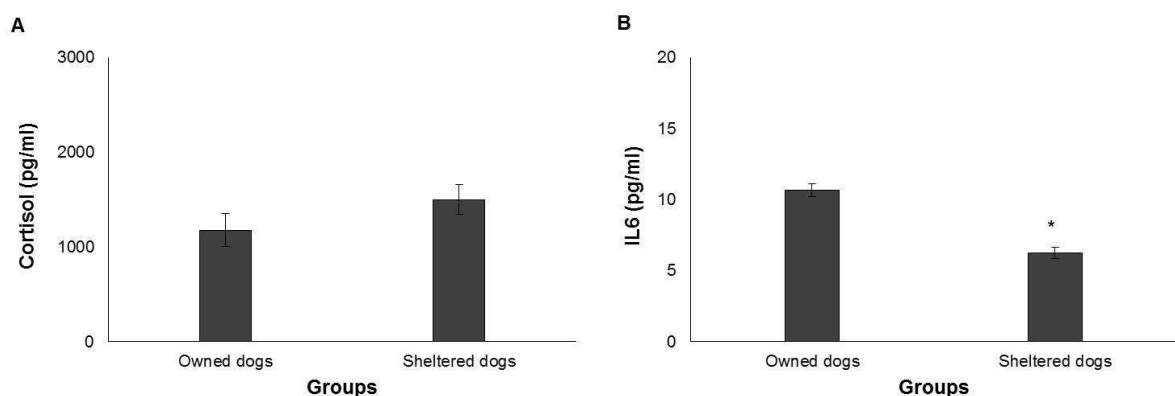 A
3000
2000
1000
0
Cortisol (pg/ml)
Owned dogs
Sheltered dogs
Groups
B
20
15
10
5
0
IL6 (pg/ml)
*
Owned dogs
Sheltered dogs
Groups